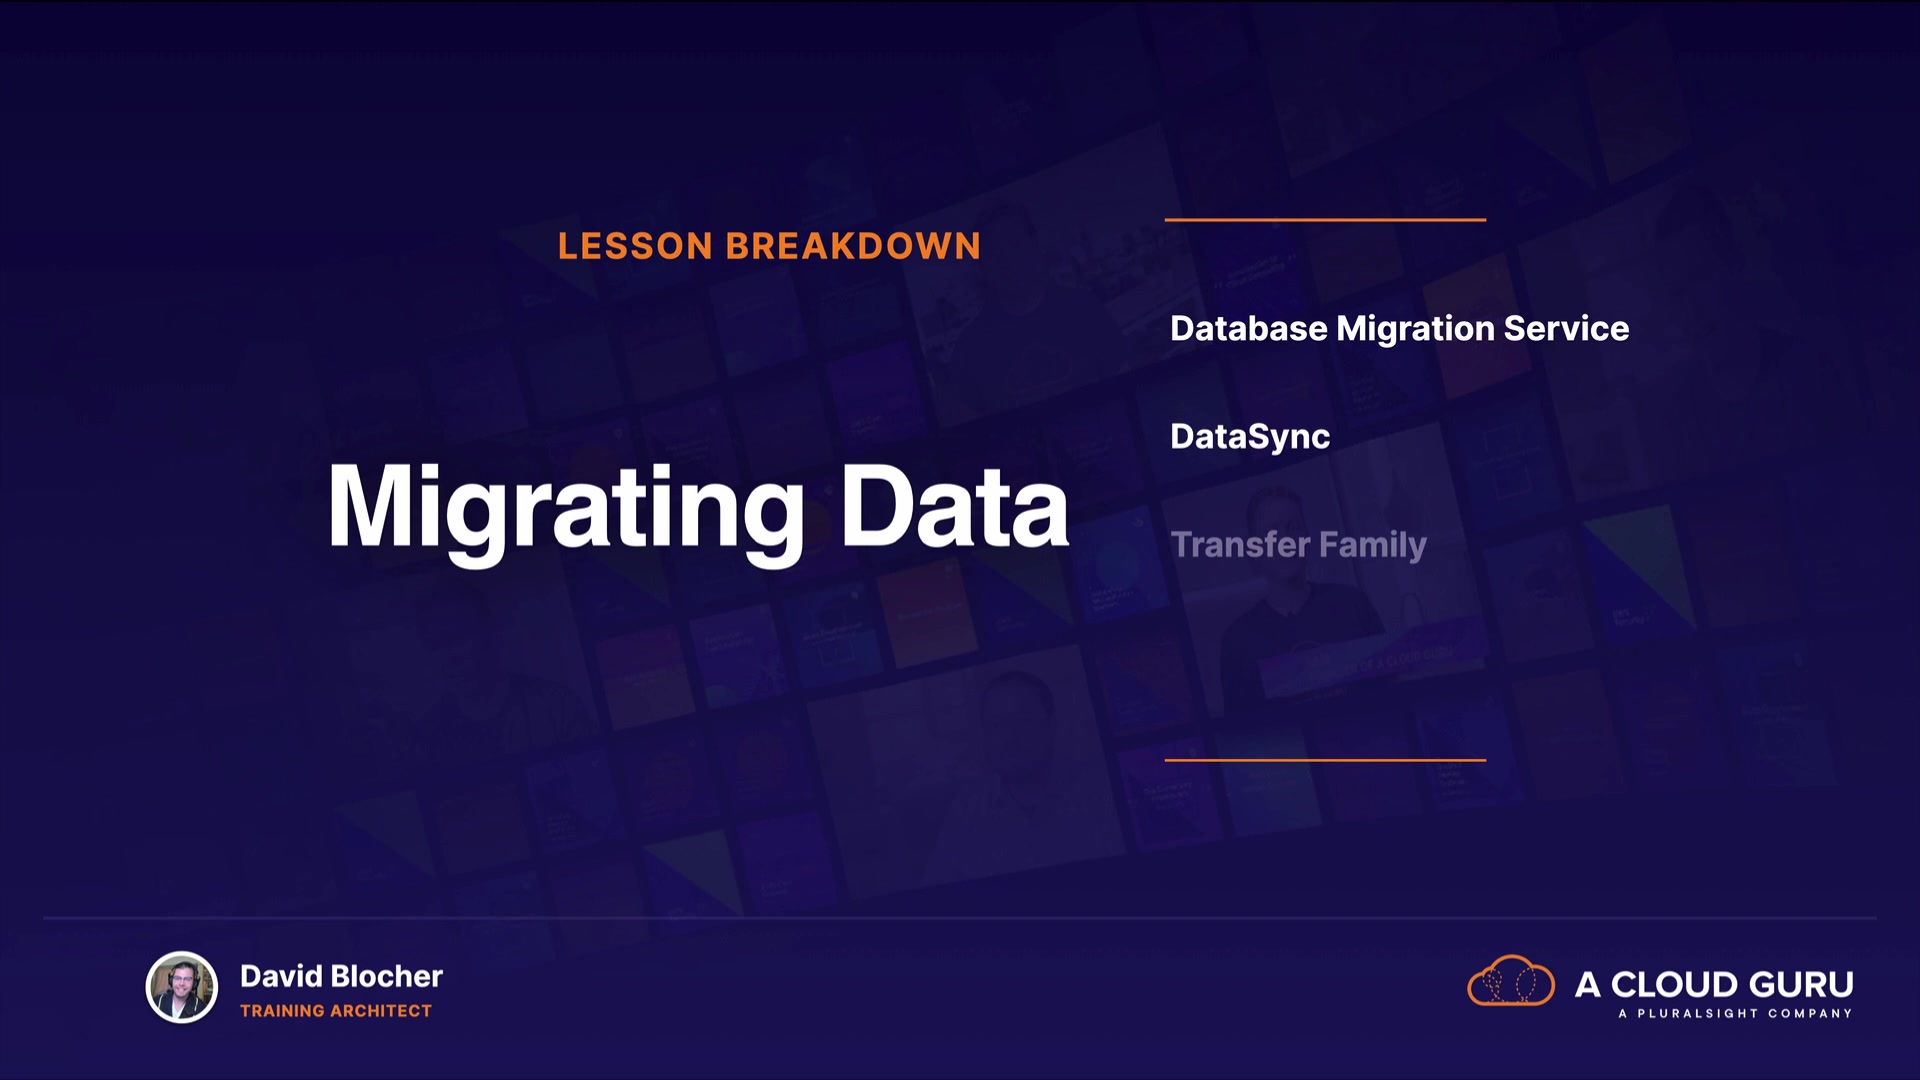 LESSON BREAKDOWN
Migrating Data
Database Migration Service
DataSync
Transfer Family
David Blocher
TRAINING ARCHITECT
A CLOUD GURU
A PLURALSIGHT COMPANY